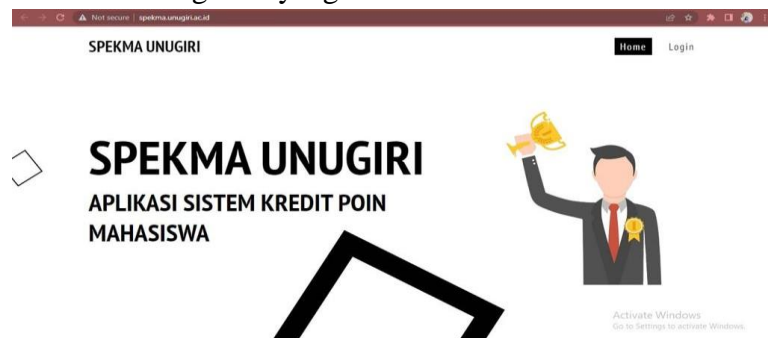 Not secure | spekma.unugiri.ac.id
SPEKMA UNUGIRI
Home Login
SPEKMA UNUGIRI
APLIKASI SISTEM KREDIT POIN
MAHASISWA
Activate Windows
Go to Settings to activate Windows.